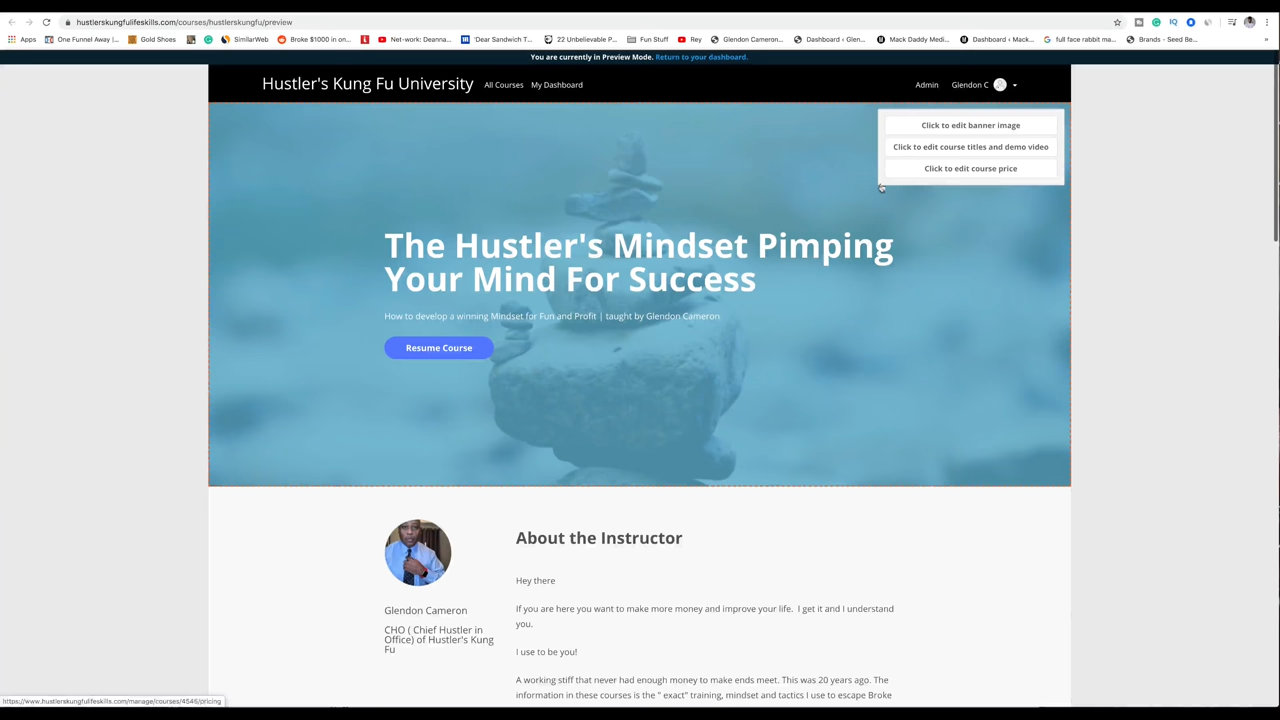 hustlerskungfulifeskills.com/courses/hustlerskungfu/preview
Apps
One Funnel Away |...
Gold Shoes
SimilarWeb
Broke $1000 in on...
Net-work: Deanna...
'Dear Sandwich T...
22 Unbelievable P...
Fun Stuff
Rey
Glendon Cameron...
Dashboard ‹ Glen...
Mack Daddy Medi...
Dashboard ‹ Mack...
full face rabbit ma...
Brands - Seed Be...
»
You are currently in Preview Mode. Return to your dashboard.
Hustler's Kung Fu University
All Courses
My Dashboard
Admin
Glendon C
Click to edit banner image
Click to edit course titles and demo video
Click to edit course price
The Hustler's Mindset Pimping
Your Mind For Success
How to develop a winning Mindset for Fun and Profit | taught by Glendon Cameron
Resume Course
About the Instructor
Hey there
Glendon Cameron
If you are here you want to make more money and improve your life. I get it and I understand
you.
CHO ( Chief Hustler in
Office) of Hustler's Kung
Fu
I use to be you!
A working stiff that never had enough money to make ends meet. This was 20 years ago. The
information in these courses is the " exact" training, mindset and tactics I use to escape Broke
https://www.hustlerskungfulifeskills.com/manage/courses/4546/pricing